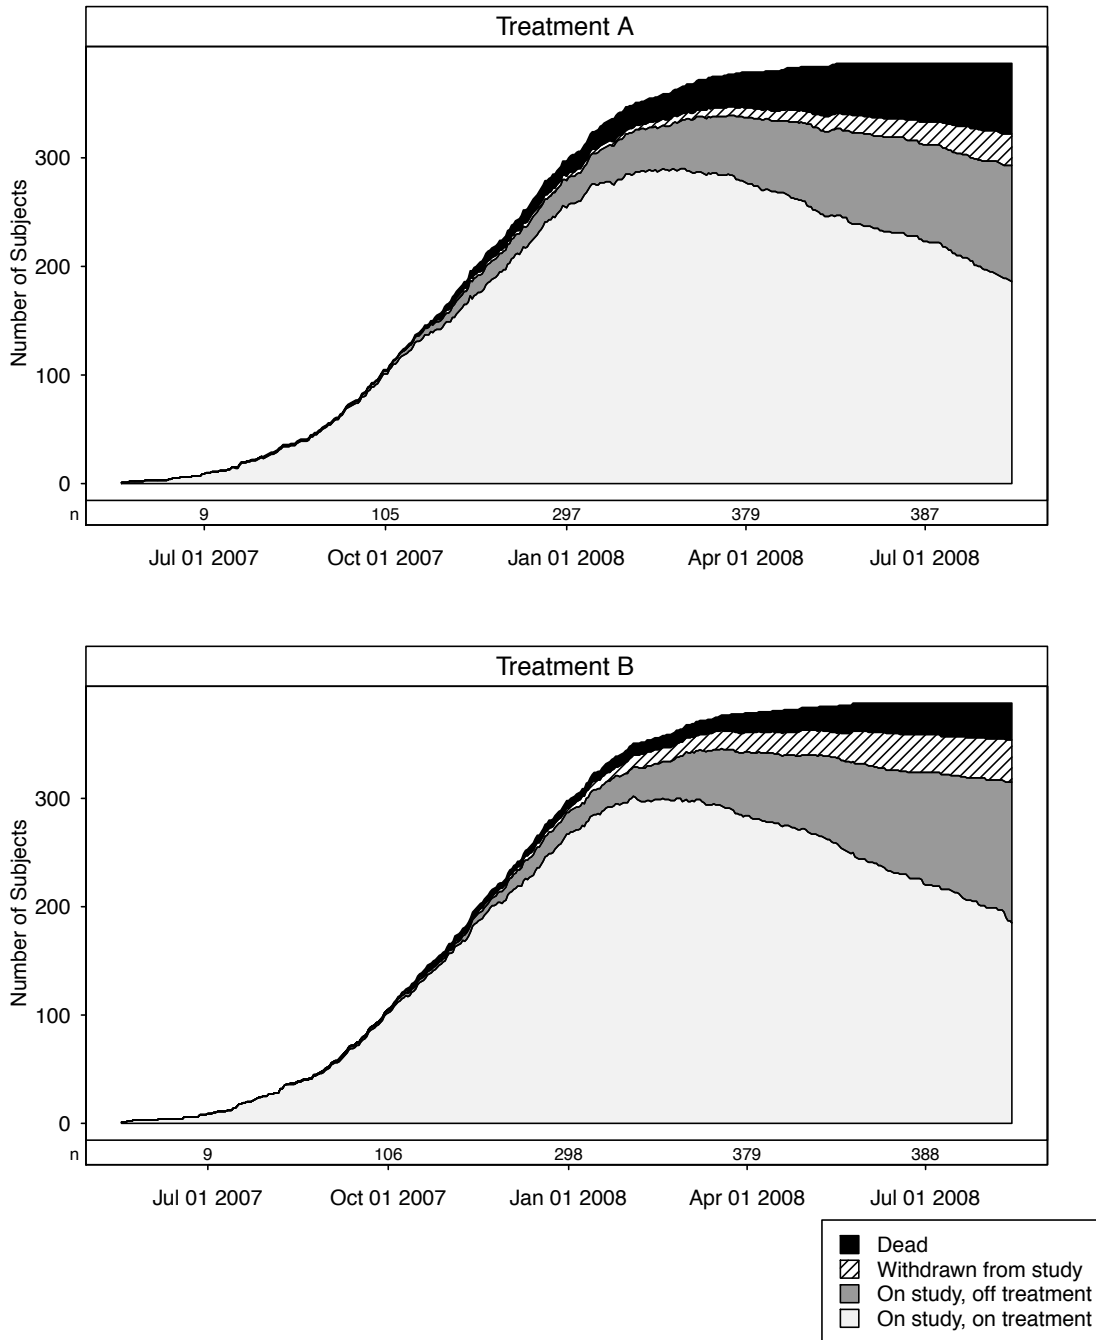 Treatment A
Number of Subjects
300
200
100
0
n 9 105 297 379 387
Jul 01 2007 Oct 01 2007 Jan 01 2008 Apr 01 2008 Jul 01 2008
Treatment B
Number of Subjects
300
200
100
0
n 9 106 298 379 388
Jul 01 2007 Oct 01 2007 Jan 01 2008 Apr 01 2008 Jul 01 2008
Dead
Withdrawn from study
On study, off treatment
On study, on treatment